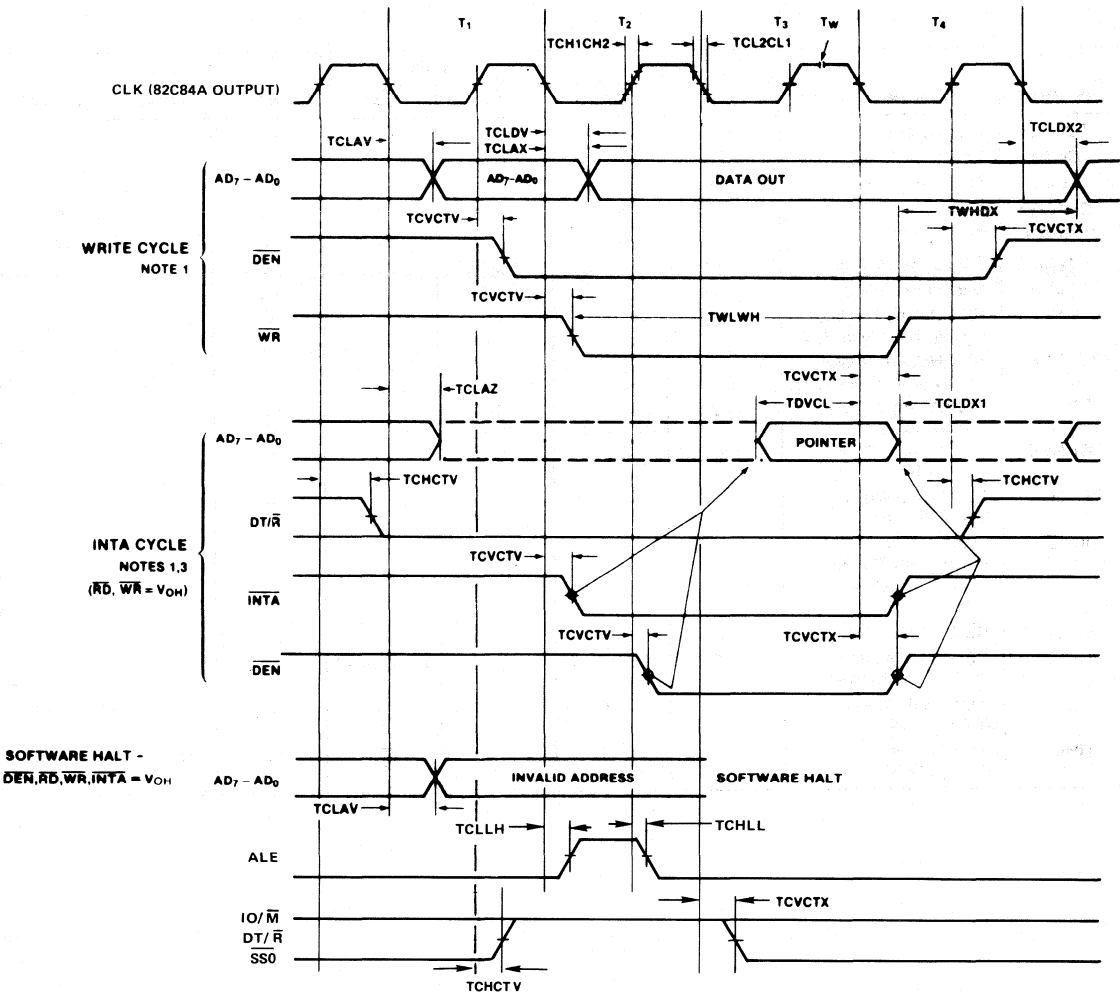 T1 T2 T3 TW T4
TCH1CH2 TCL2CL1
CLK (82C84A OUTPUT)
TCLAV TCLDV TCLDX2
TCLAX
AD7 – AD0 AD7-AD0 DATA OUT
TWHDX
TCVCTV TCVCTX
WRITE CYCLE
NOTE 1
DEN
TCVCTV TWLWH
WR
TCVCTX
TCLAZ
TDVCL TCLDX1
AD7 – AD0 POINTER
TCHCTV TCHCTV
DT/R
INTA CYCLE
NOTES 1,3
(RD, WR = VOH)
TCVCTV
INTA
TCVCTV TCVCTX
DEN
SOFTWARE HALT -
DEN,RD,WR,INTA = VOH
AD7 – AD0 INVALID ADDRESS SOFTWARE HALT
TCLAV
TCLLH TCHLL
ALE
TCVCTX
IO/M
DT/R
SSO
TCHCTV